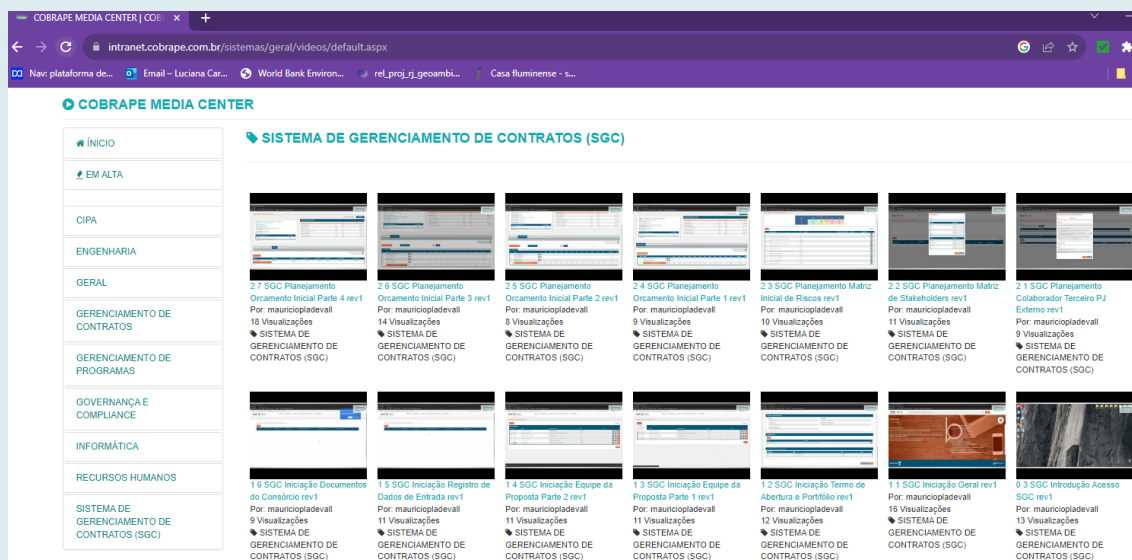 COBRAPE MEDIA CENTER | COB
intranet.cobrape.com.br/sistemas/geral/videos/default.aspx
Nav: plataforma de...
Email – Luciana Car...
World Bank Environ...
rel_proj_rj_geoambi...
Casa fluminense - s...
COBRAPE MEDIA CENTER
ÍNICIO
EM ALTA
CIPA
ENGENHARIA
GERAL
GERENCIAMENTO DE
CONTRATOS
GERENCIAMENTO DE
PROGRAMAS
GOVERNANÇA E
COMPLIANCE
INFORMÁTICA
RECURSOS HUMANOS
SISTEMA DE
GERENCIAMENTO DE
CONTRATOS (SGC)
SISTEMA DE GERENCIAMENTO DE CONTRATOS (SGC)
2 7 SGC Planejamento
Orcamento Inicial Parte 4 rev1
Por: mauriciopladevall
18 Visualizações
SISTEMA DE
GERENCIAMENTO DE
CONTRATOS (SGC)
2 6 SGC Planejamento
Orcamento Inicial Parte 3 rev1
Por: mauriciopladevall
14 Visualizações
SISTEMA DE
GERENCIAMENTO DE
CONTRATOS (SGC)
2 5 SGC Planejamento
Orcamento Inicial Parte 2 rev1
Por: mauriciopladevall
8 Visualizações
SISTEMA DE
GERENCIAMENTO DE
CONTRATOS (SGC)
2 4 SGC Planejamento
Orcamento Inicial Parte 1 rev1
Por: mauriciopladevall
9 Visualizações
SISTEMA DE
GERENCIAMENTO DE
CONTRATOS (SGC)
2 3 SGC Planejamento Matriz
Inicial de Riscos rev1
Por: mauriciopladevall
10 Visualizações
SISTEMA DE
GERENCIAMENTO DE
CONTRATOS (SGC)
2 2 SGC Planejamento Matriz
de Stakeholders rev1
Por: mauriciopladevall
11 Visualizações
SISTEMA DE
GERENCIAMENTO DE
CONTRATOS (SGC)
2 1 SGC Planejamento
Colaborador Terceiro PJ
Externo rev1
Por: mauriciopladevall
9 Visualizações
SISTEMA DE
GERENCIAMENTO DE
CONTRATOS (SGC)
1 6 SGC Iniciação Documentos
do Consórcio rev1
Por: mauriciopladevall
9 Visualizações
SISTEMA DE
GERENCIAMENTO DE
CONTRATOS (SGC)
1 5 SGC Iniciação Registro de
Dados de Entrada rev1
Por: mauriciopladevall
11 Visualizações
SISTEMA DE
GERENCIAMENTO DE
CONTRATOS (SGC)
1 4 SGC Iniciação Equipe da
Proposta Parte 2 rev1
Por: mauriciopladevall
11 Visualizações
SISTEMA DE
GERENCIAMENTO DE
CONTRATOS (SGC)
1 3 SGC Iniciação Equipe da
Proposta Parte 1 rev1
Por: mauriciopladevall
11 Visualizações
SISTEMA DE
GERENCIAMENTO DE
CONTRATOS (SGC)
1 2 SGC Iniciação Termo de
Abertura e Portifólio rev1
Por: mauriciopladevall
12 Visualizações
SISTEMA DE
GERENCIAMENTO DE
CONTRATOS (SGC)
1 1 SGC Iniciação Geral rev1
Por: mauriciopladevall
16 Visualizações
SISTEMA DE
GERENCIAMENTO DE
CONTRATOS (SGC)
0 3 SGC Introdução Acesso
SGC rev1
Por: mauriciopladevall
13 Visualizações
SISTEMA DE
GERENCIAMENTO DE
CONTRATOS (SGC)